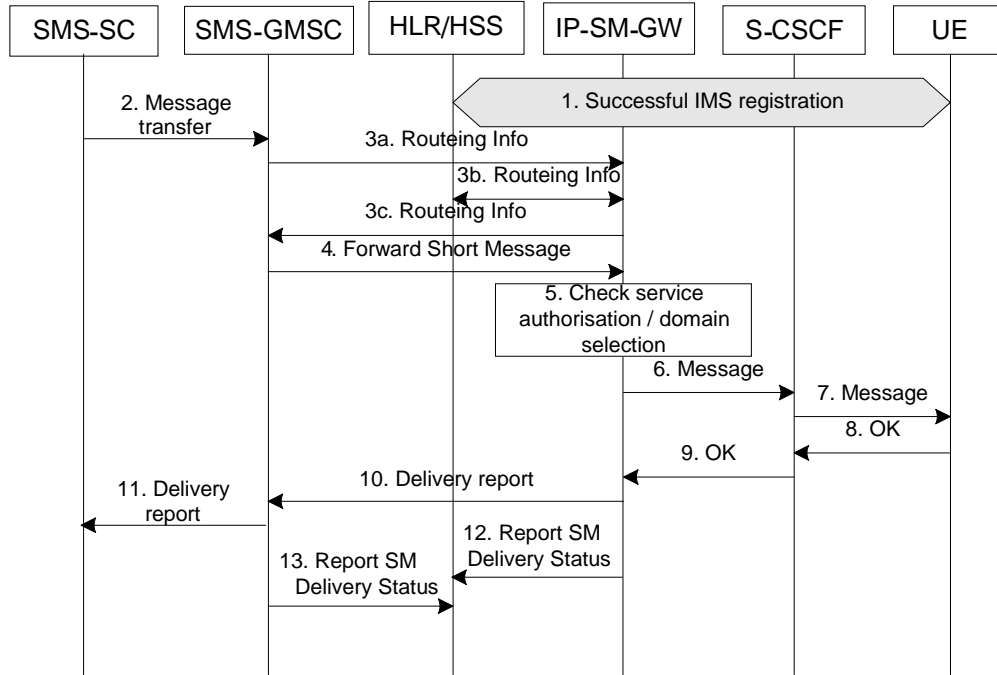 SMS-SC
SMS-GMSC
HLR/HSS
IP-SM-GW
S-CSCF
UE
1. Successful IMS registration
2. Message
transfer
3a. Routeing Info
3b. Routeing Info
3c. Routeing Info
4. Forward Short Message
5. Check service
authorisation / domain
selection
6. Message
7. Message
8. OK
9. OK
10. Delivery report
11. Delivery
report
12. Report SM
Delivery Status
13. Report SM
Delivery Status